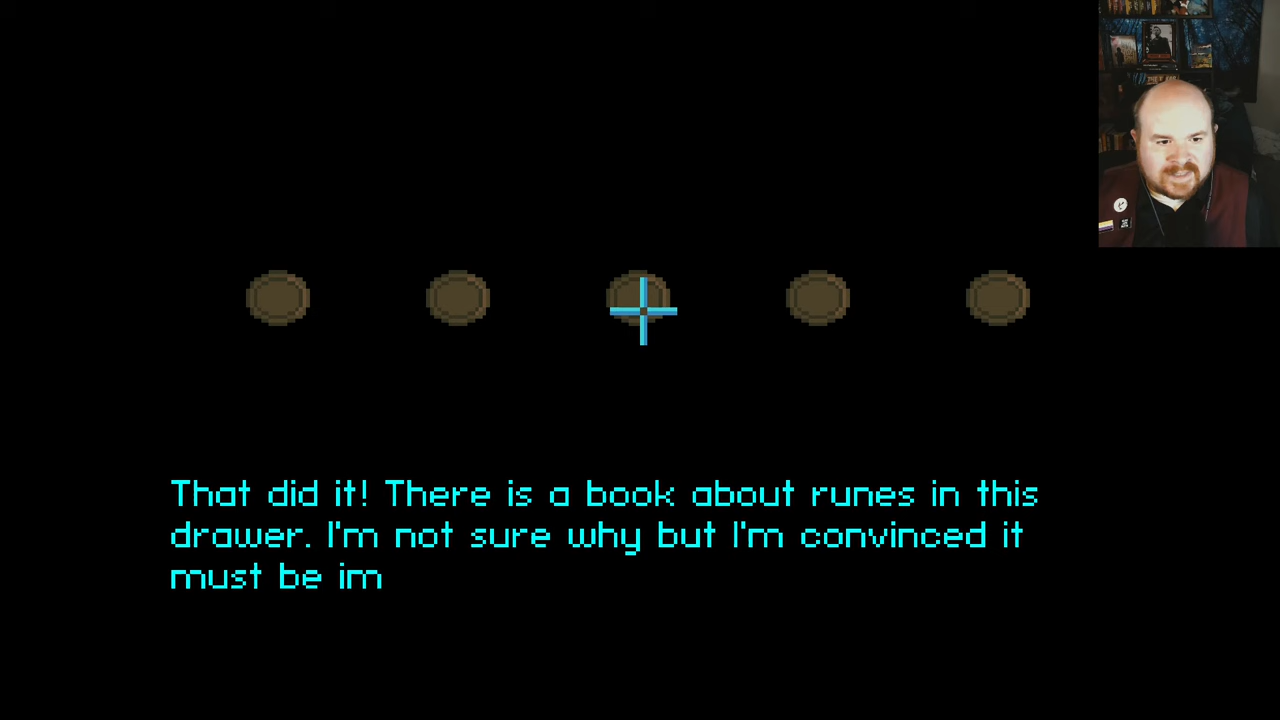 That did it! There is a book about runes in this
drawer. I'm not sure why but I'm convinced it
must be im